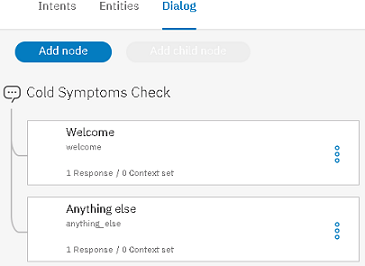 Intents Entities Dialog
Add node Add child node
Cold Symptoms Check
Welcome
welcome
1 Response / 0 Context set
Anything else
anything_else
1 Response / 0 Context set